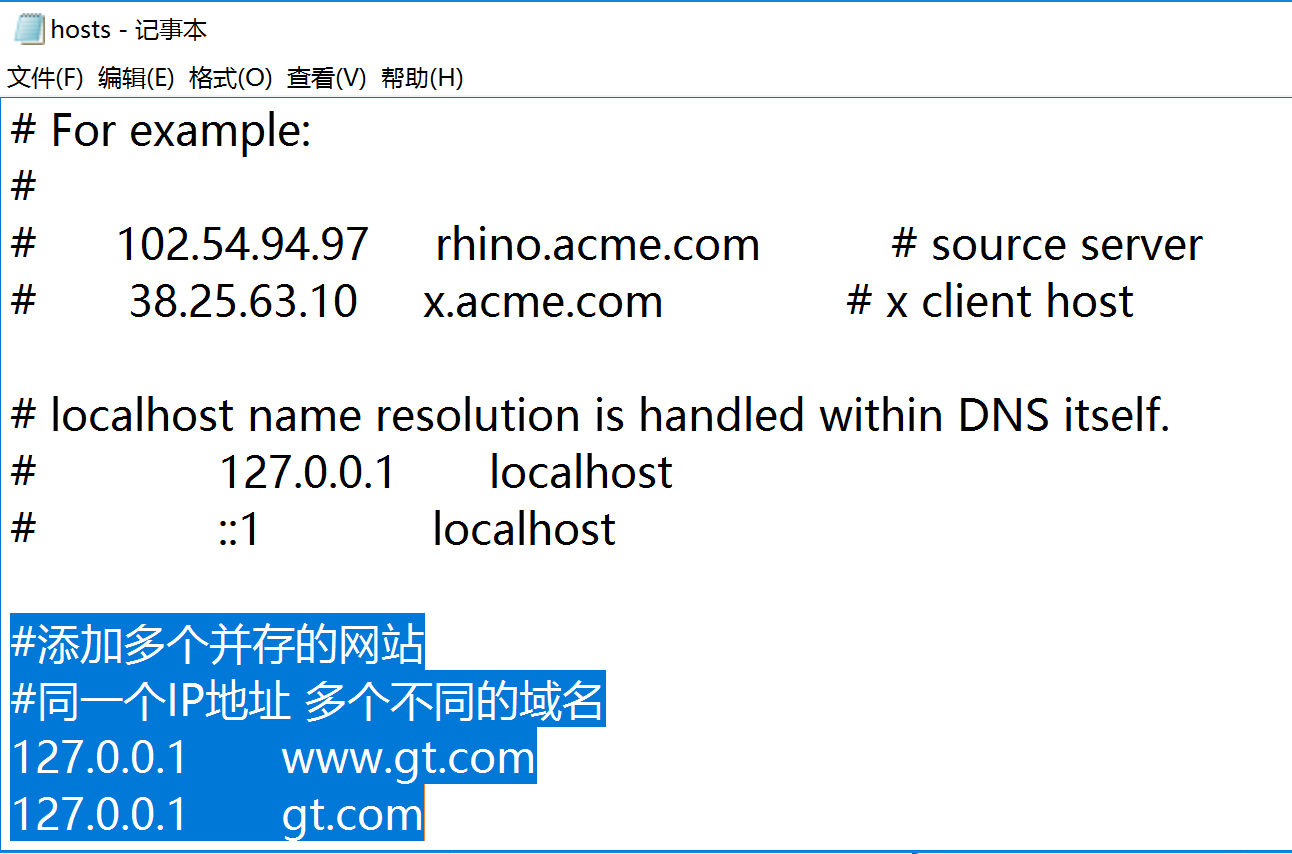 hosts - 记事本
文件(F) 编辑(E) 格式(O) 查看(V) 帮助(H)
# For example:
#
# 102.54.94.97 rhino.acme.com # source server
# 38.25.63.10 x.acme.com # x client host
# localhost name resolution is handled within DNS itself.
# 127.0.0.1 localhost
# ::1 localhost
#添加多个并存的网站
#同一个IP地址 多个不同的域名
127.0.0.1 www.gt.com
127.0.0.1 gt.com